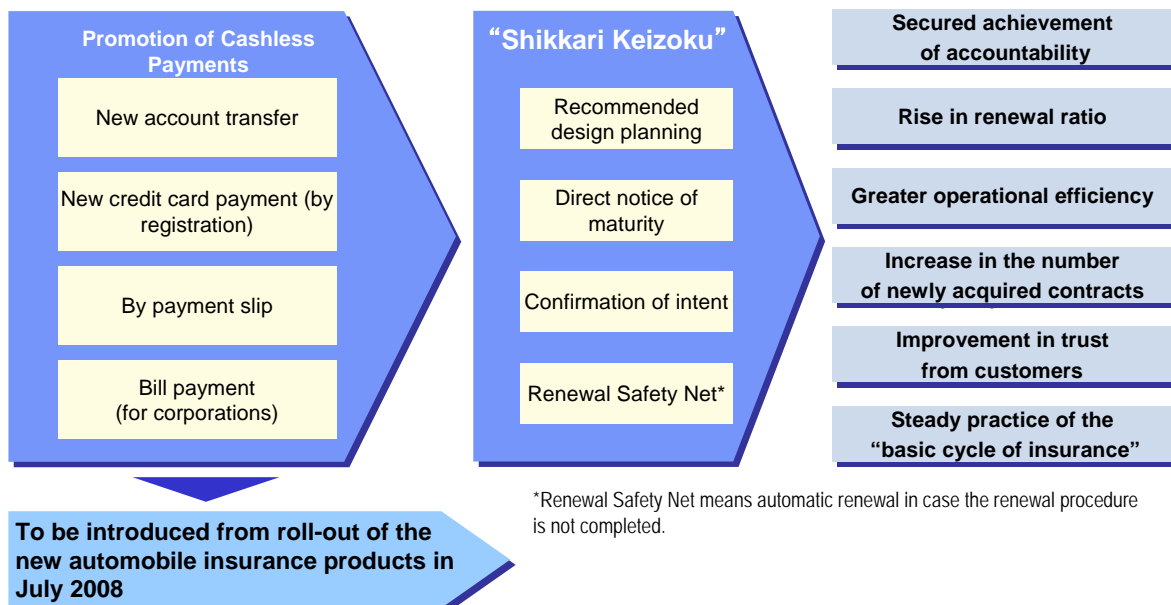 Promotion of Cashless
Payments
New account transfer
New credit card payment (by
registration)
By payment slip
Bill payment
(for corporations)
To be introduced from roll-out of the
new automobile insurance products in
July 2008
“Shikkari Keizoku”
Recommended
design planning
Direct notice of
maturity
Confirmation of intent
Renewal Safety Net*
*Renewal Safety Net means automatic renewal in case the renewal procedure
is not completed.
Secured achievement
of accountability
Rise in renewal ratio
Greater operational efficiency
Increase in the number
of newly acquired contracts
Improvement in trust
from customers
Steady practice of the
“basic cycle of insurance”